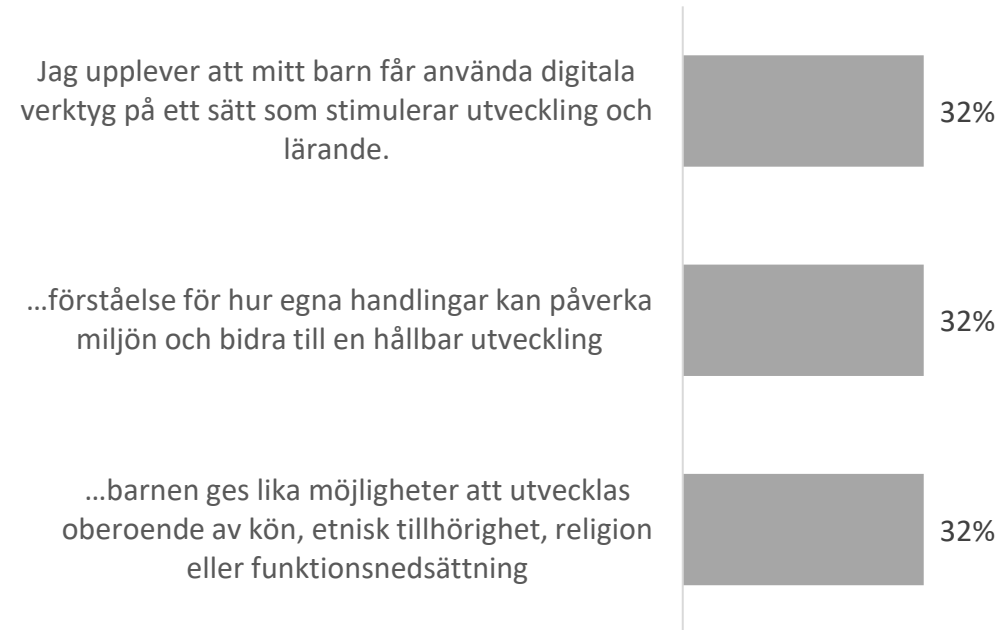 Jag upplever att mitt barn får använda digitala
verktyg på ett sätt som stimulerar utveckling och
lärande.
32%
…förståelse för hur egna handlingar kan påverka
miljön och bidra till en hållbar utveckling
32%
…barnen ges lika möjligheter att utvecklas
oberoende av kön, etnisk tillhörighet, religion
eller funktionsnedsättning
32%